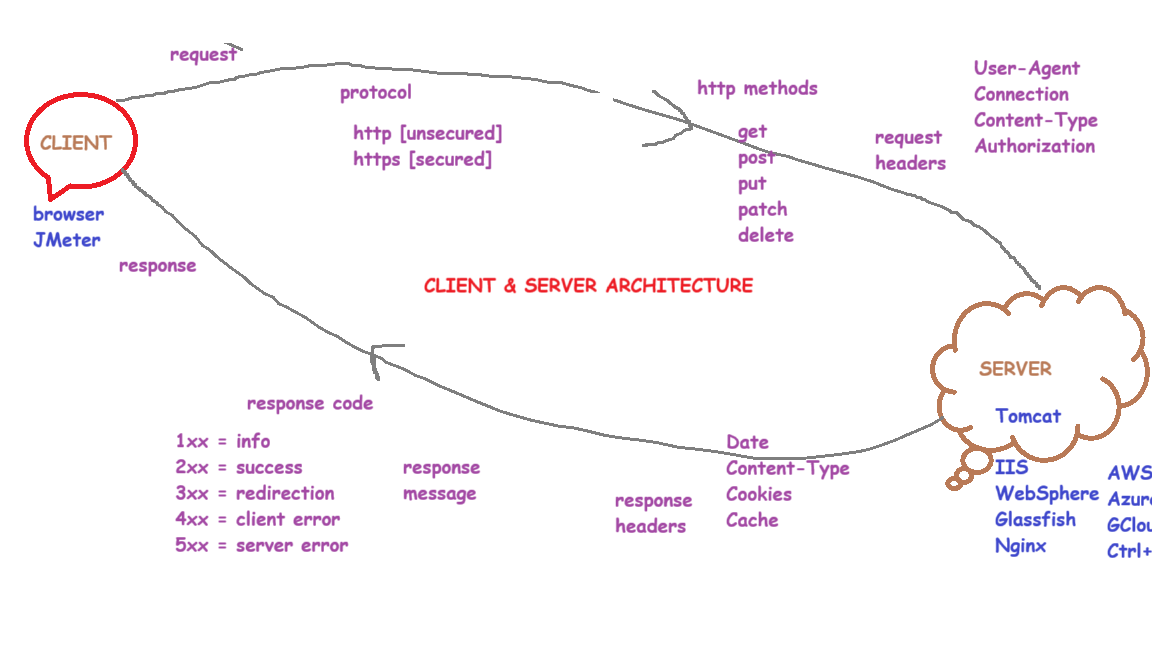 request
protocol
http [unsecured]
https [secured]
http methods
get
post
put
patch
delete
request
headers
User-Agent
Connection
Content-Type
Authorization
CLIENT
browser
JMeter
response
CLIENT & SERVER ARCHITECTURE
SERVER
Tomcat
IIS
WebSphere
Glassfish
Nginx
AWS
Azure
GClou
Ctrl+
response code
1xx = info
2xx = success
3xx = redirection
4xx = client error
5xx = server error
response
message
response
headers
Date
Content-Type
Cookies
Cache